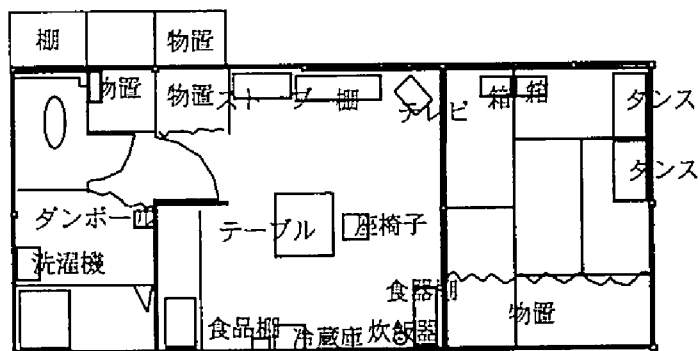 棚
物置
物置
物置
ストーブ
棚
テレビ
箱
箱
タンス
タンス
ダンボール
テーブル
座椅子
洗濯機
食器棚
物置
食品棚
冷蔵庫
炊飯器